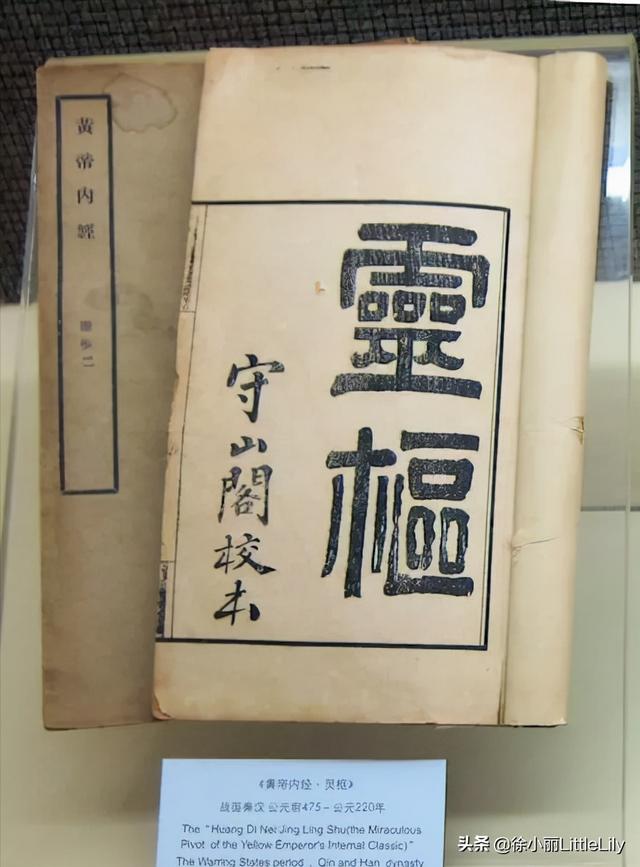 靈樞
守山閣校本
黃帝内經
《黄帝内经·灵枢》
战国秦汉 公元前475－公元220年
The "Huang Di Nei Jing Ling Shu(the Miraculous
Pivot of the Yellow Emperor's Internal Classic)"
The Warring States period , Qin and Han dynasty
头条 @徐小丽LittleLily